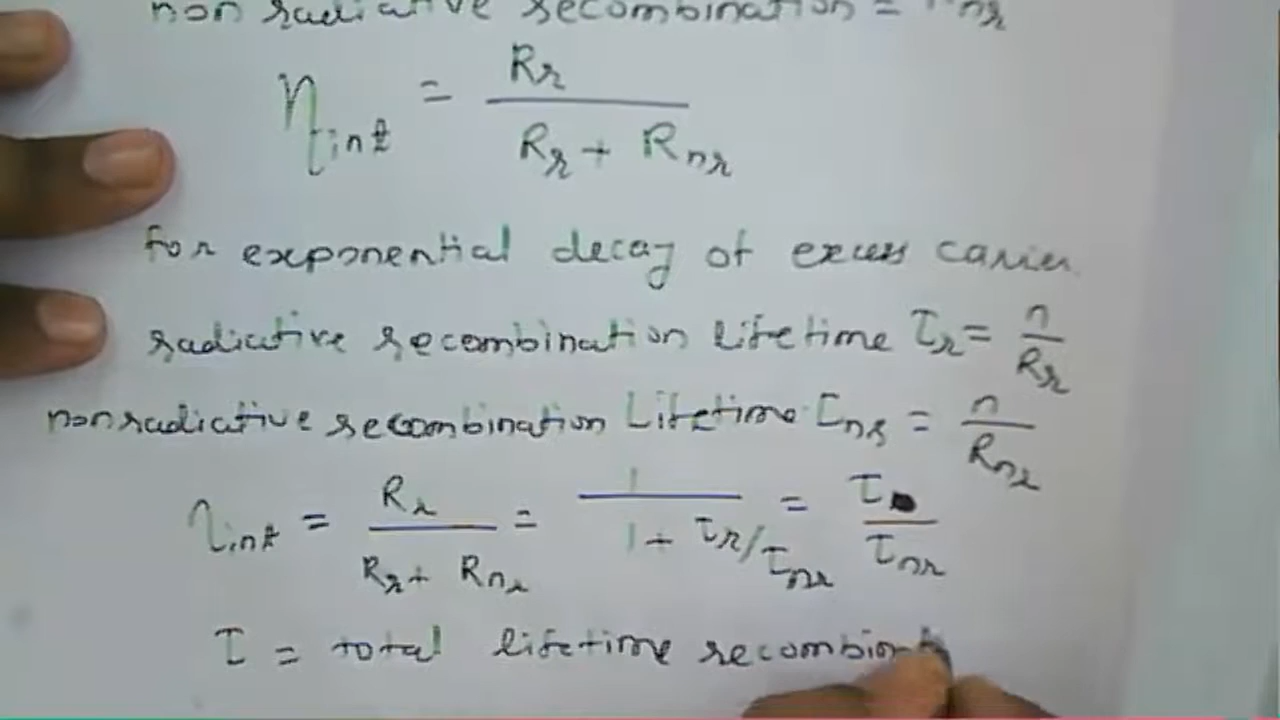 non radiative recombination = Rnr
ηint = Rr / (Rr + Rnr)
for exponential decay of excess carrier
radiative recombination lifetime τr = n / Rr
nonradiative recombination Lifetime τnr = n / Rnr
ηint = Rr / (Rr + Rnr) = 1 / (1 + τr/τnr) = τ / τnr
τ = total lifetime recombin